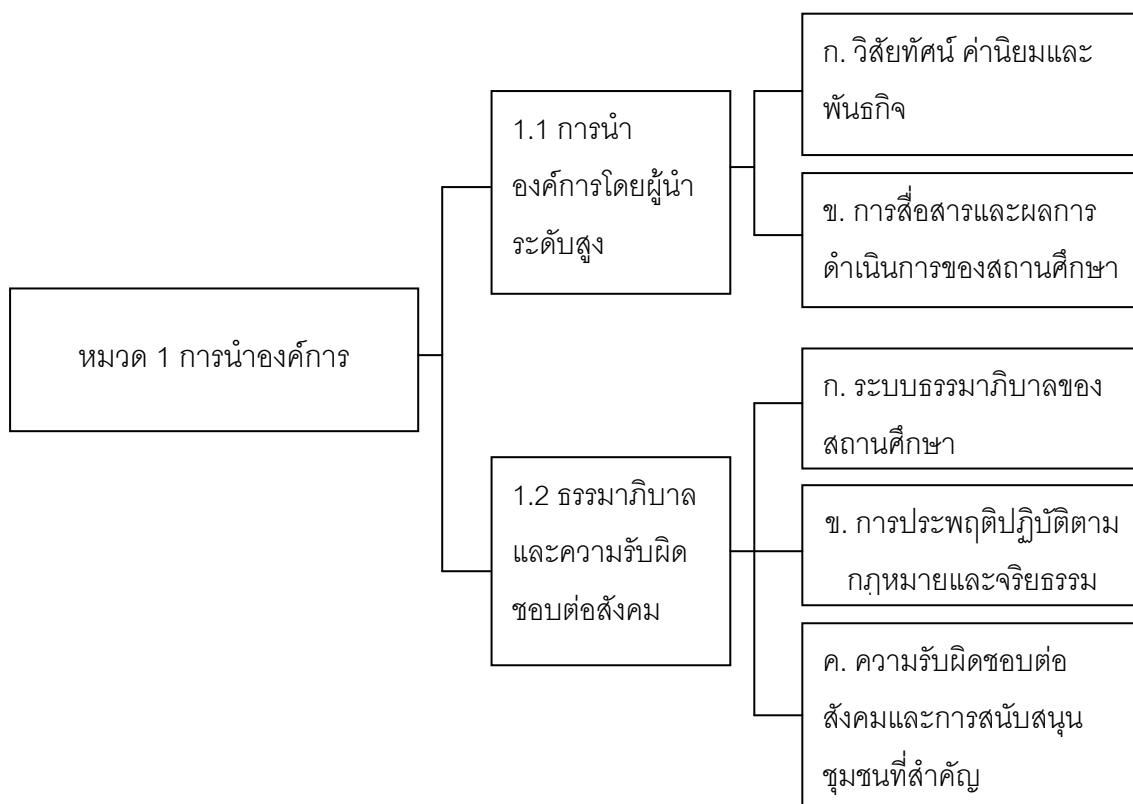 หมวด 1 การนำองค์การ
1.1 การนำ
องค์การโดยผู้นำ
ระดับสูง
ก. วิสัยทัศน์ ค่านิยมและ
พันธกิจ
ข. การสื่อสารและผลการ
ดำเนินการของสถานศึกษา
1.2 ธรรมาภิบาล
และความรับผิด
ชอบต่อสังคม
ก. ระบบธรรมาภิบาลของ
สถานศึกษา
ข. การประพฤติปฏิบัติตาม
กฎหมายและจริยธรรม
ค. ความรับผิดชอบต่อ
สังคมและการสนับสนุน
ชุมชนที่สำคัญ